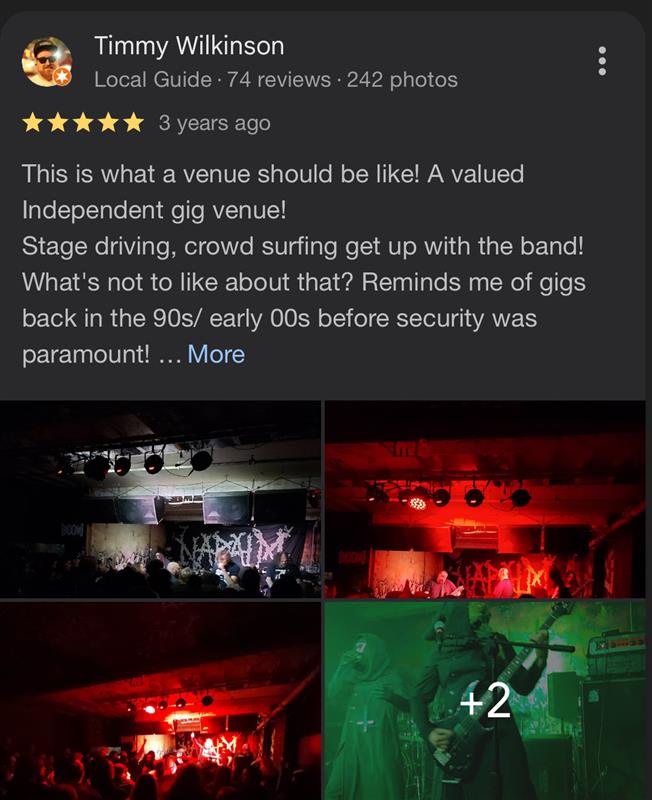 Timmy Wilkinson
Local Guide · 74 reviews · 242 photos
3 years ago
This is what a venue should be like! A valued
Independent gig venue!
Stage driving, crowd surfing get up with the band!
What's not to like about that? Reminds me of gigs
back in the 90s/ early 00s before security was
paramount! … More
BOOM
NAPALM
NAPALM
+2